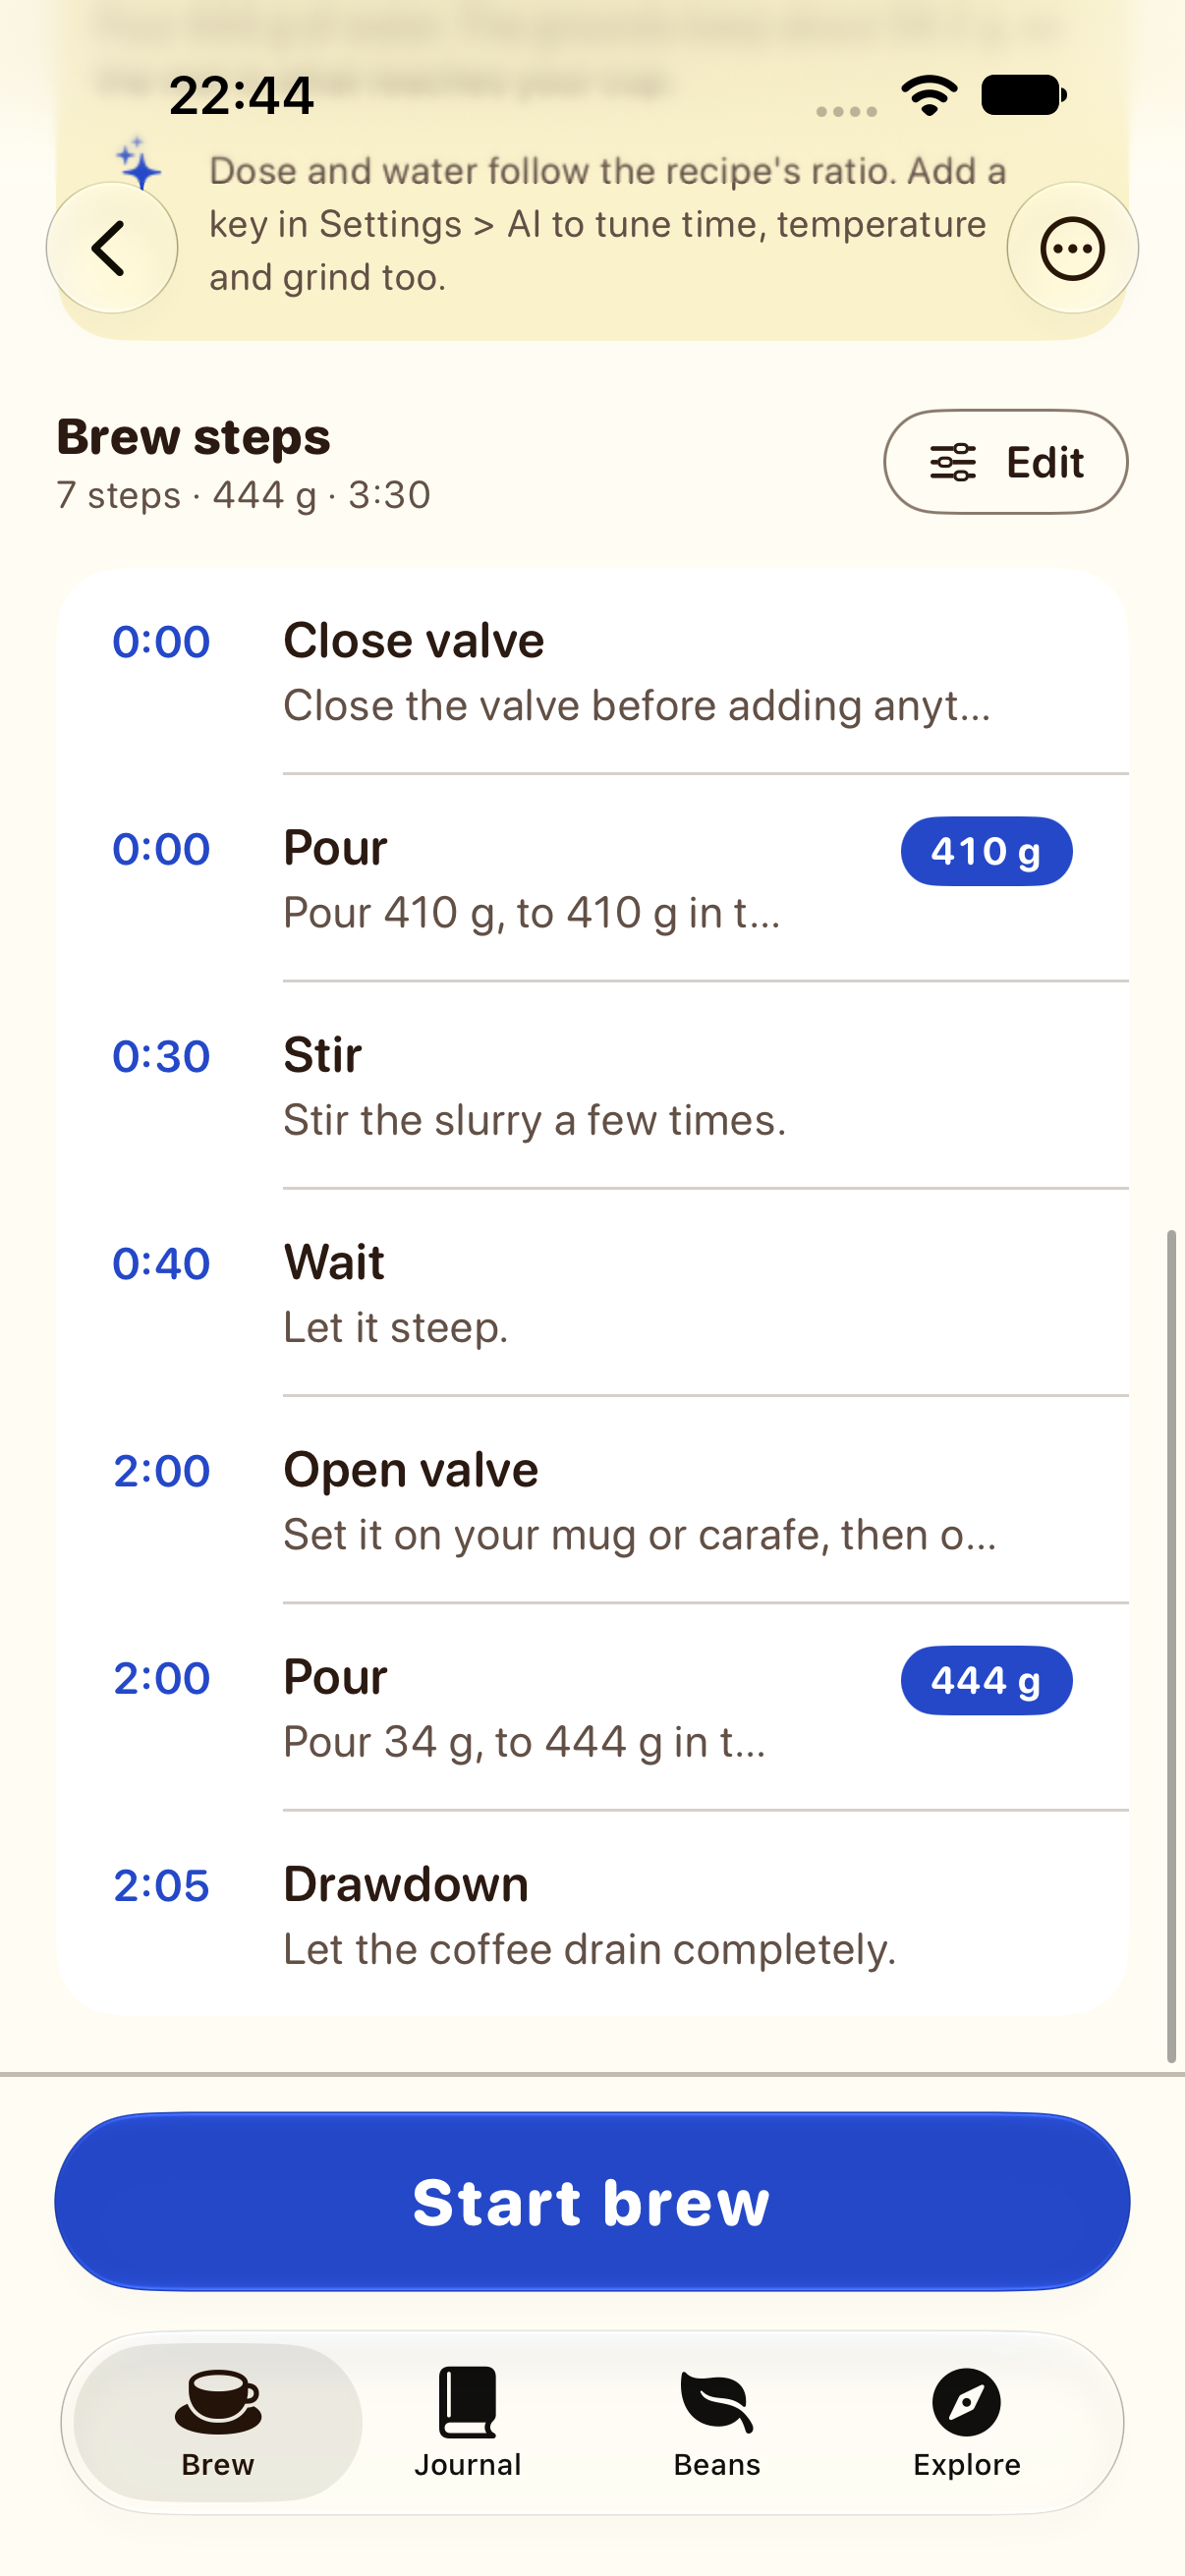 22:44
Dose and water follow the recipe's ratio. Add a
key in Settings > AI to tune time, temperature
and grind too.
Brew steps
7 steps · 444 g · 3:30
Edit
0:00
Close valve
Close the valve before adding anyt...
0:00
Pour
410 g
Pour 410 g, to 410 g in t...
0:30
Stir
Stir the slurry a few times.
0:40
Wait
Let it steep.
2:00
Open valve
Set it on your mug or carafe, then o...
2:00
Pour
444 g
Pour 34 g, to 444 g in t...
2:05
Drawdown
Let the coffee drain completely.
Start brew
Brew
Journal
Beans
Explore